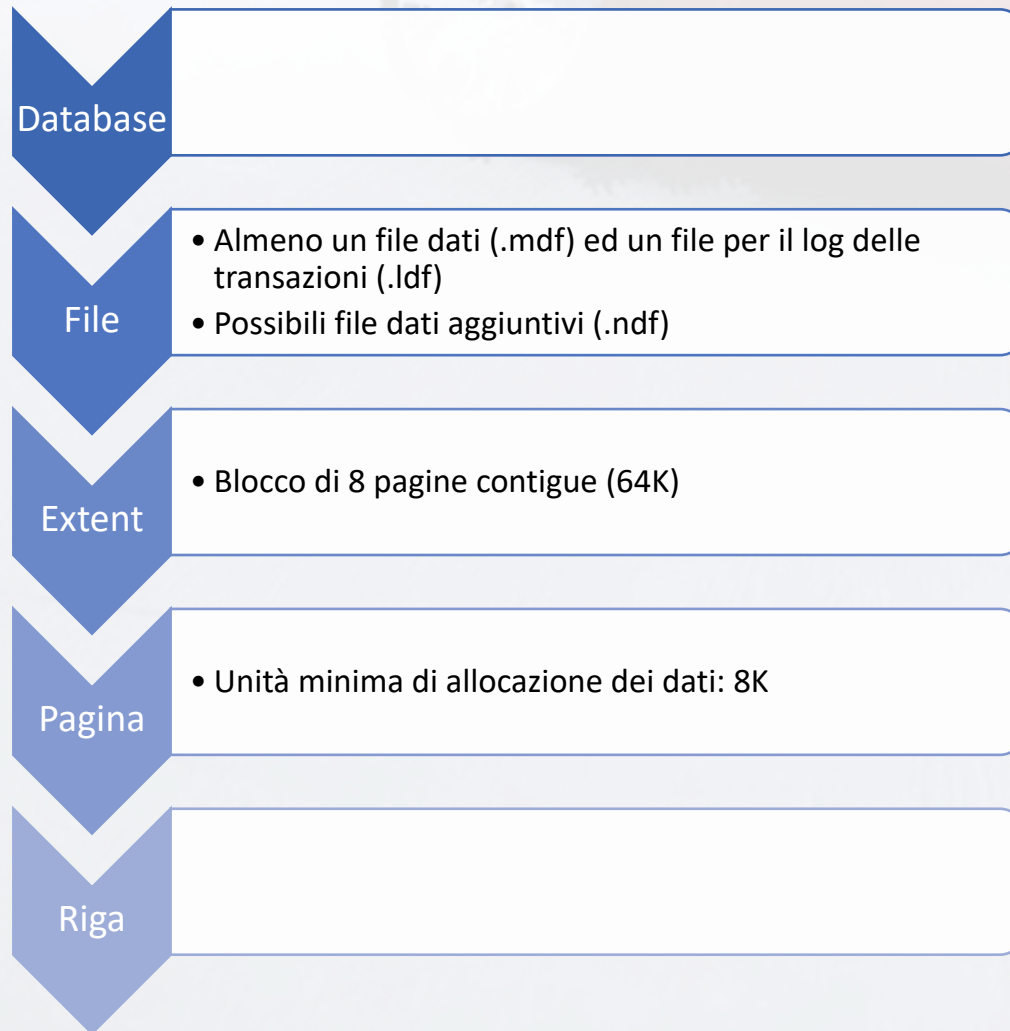 Database
File
• Almeno un file dati (.mdf) ed un file per il log delle
transazioni (.ldf)
• Possibili file dati aggiuntivi (.ndf)
Extent
• Blocco di 8 pagine contigue (64K)
Pagina
• Unità minima di allocazione dei dati: 8K
Riga